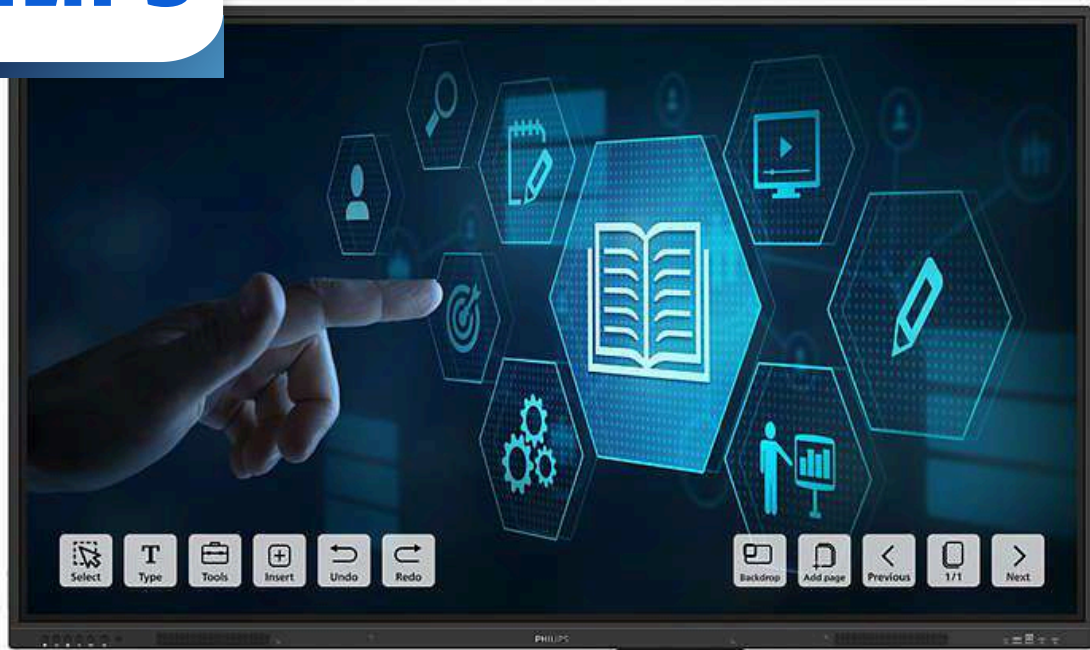 Select
Type
Tools
Insert
Undo
Redo
Backdrop
Add page
Previous
1/1
Next
PHILIPS